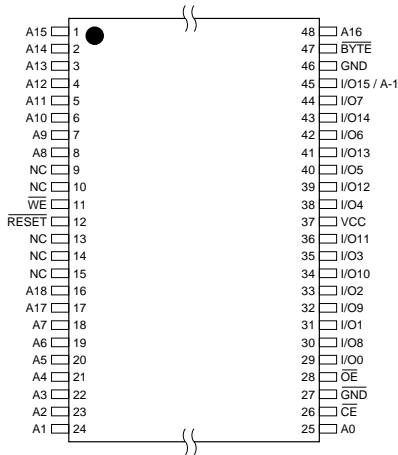 A15 1 48 A16
A14 2 47 BYTE
A13 3 46 GND
A12 4 45 I/O15 / A-1
A11 5 44 I/O7
A10 6 43 I/O14
A9 7 42 I/O6
A8 8 41 I/O13
NC 9 40 I/O5
NC 10 39 I/O12
WE 11 38 I/O4
RESET 12 37 VCC
NC 13 36 I/O11
NC 14 35 I/O3
NC 15 34 I/O10
A18 16 33 I/O2
A17 17 32 I/O9
A7 18 31 I/O1
A6 19 30 I/O8
A5 20 29 I/O0
A4 21 28 OE
A3 22 27 GND
A2 23 26 CE
A1 24 25 A0